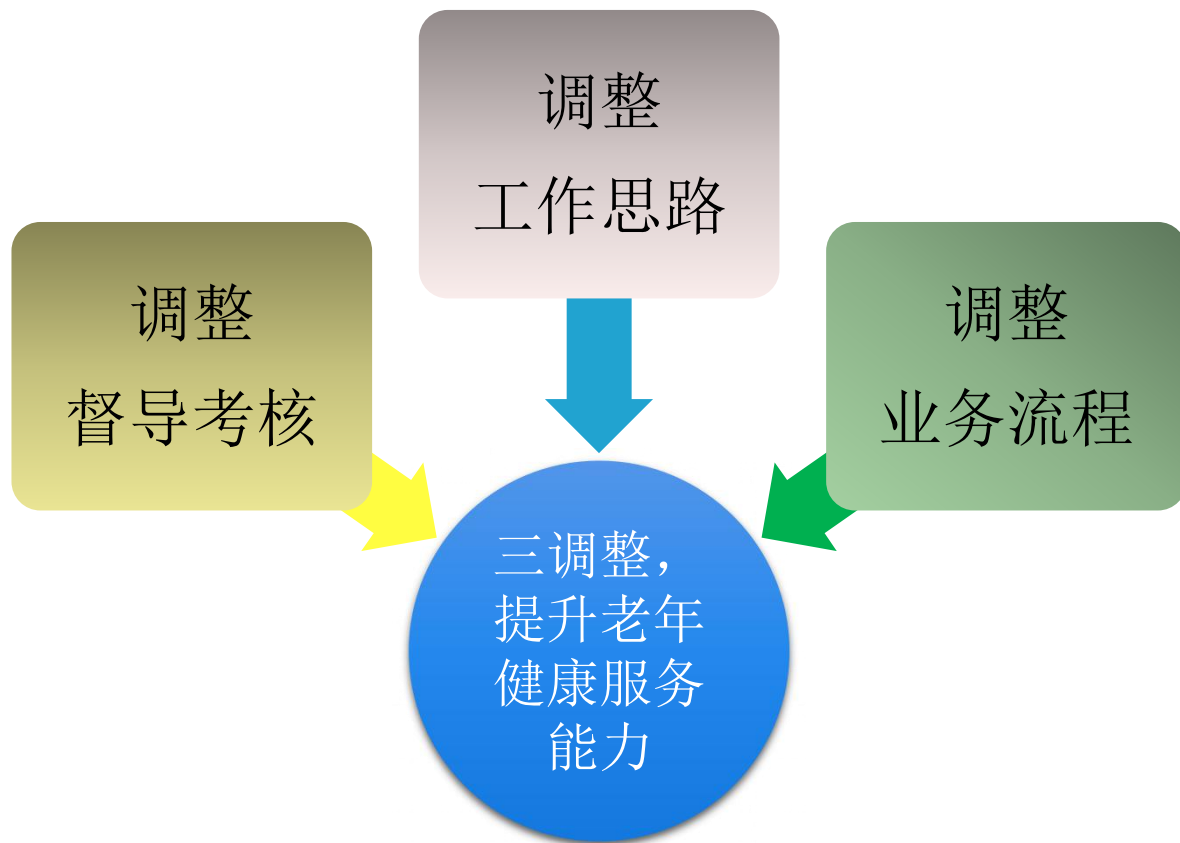 调整
工作思路
调整
督导考核
调整
业务流程
三调整，
提升老年
健康服务
能力